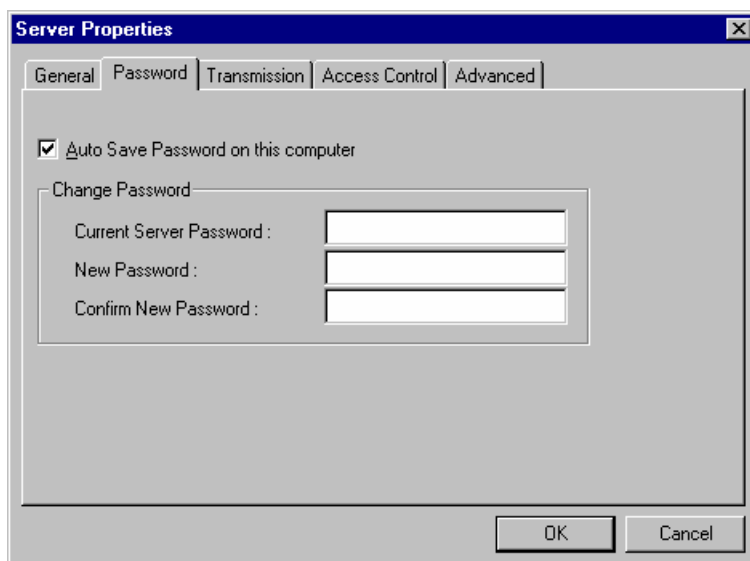 Server Properties
General Password Transmission Access Control Advanced
Auto Save Password on this computer
Change Password
Current Server Password :
New Password :
Confirm New Password :
OK Cancel